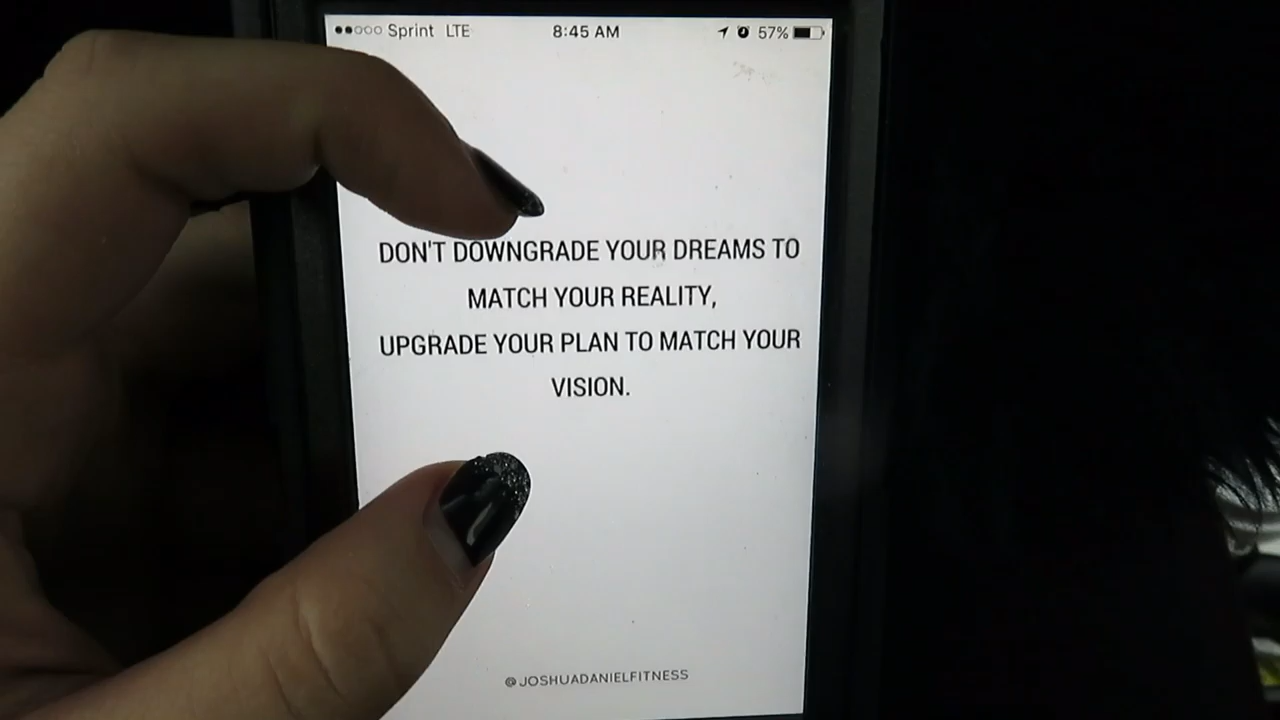 Sprint LTE 8:45 AM 57%
DON'T DOWNGRADE YOUR DREAMS TO
MATCH YOUR REALITY,
UPGRADE YOUR PLAN TO MATCH YOUR
VISION.
@JOSHUADANIELFITNESS